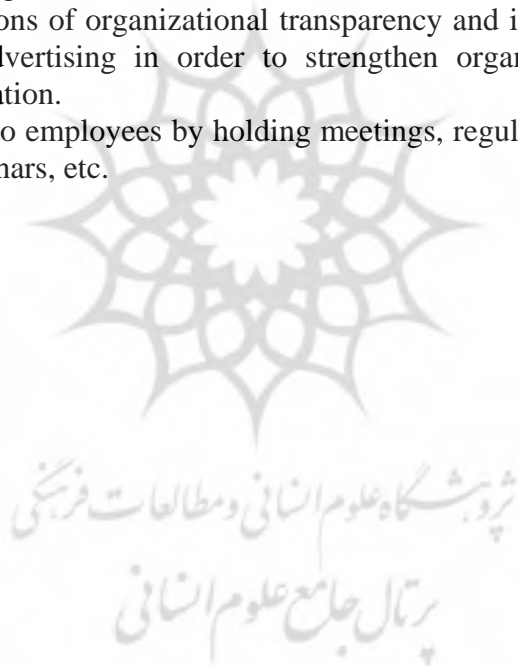 ons of organizational transparency and i
dvertising in order to strengthen organ
ation.
o employees by holding meetings, regul
nars, etc.
پژوهشگاه علوم انسانی و مطالعات فرهنگی
پرتال جامع علوم انسانی